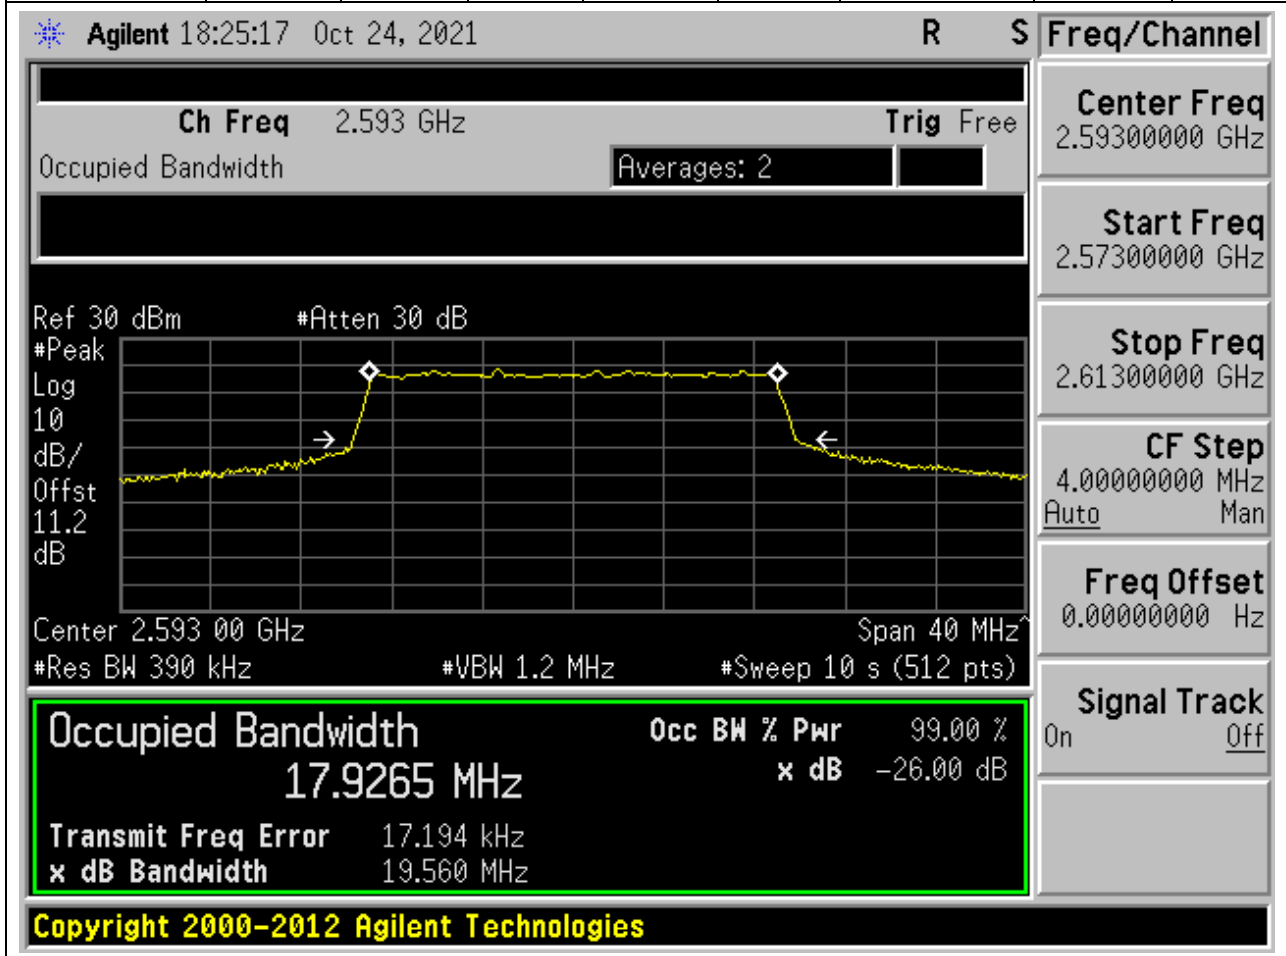 Agilent 18:25:17 Oct 24, 2021 R S
Freq/Channel
Ch Freq 2.593 GHz Trig Free
Occupied Bandwidth Averages: 2
Center Freq
2.59300000 GHz
Start Freq
2.57300000 GHz
Stop Freq
2.61300000 GHz
CF Step
4.00000000 MHz
Auto Man
Freq Offset
0.00000000 Hz
Signal Track
On Off
Ref 30 dBm #Atten 30 dB
#Peak
Log
10
dB/
Offst
11.2
dB
Center 2.593 00 GHz Span 40 MHz^
#Res BW 390 kHz #VBW 1.2 MHz #Sweep 10 s (512 pts)
Occupied Bandwidth
17.9265 MHz
Occ BW % Pwr 99.00 %
x dB -26.00 dB
Transmit Freq Error 17.194 kHz
x dB Bandwidth 19.560 MHz
Copyright 2000-2012 Agilent Technologies